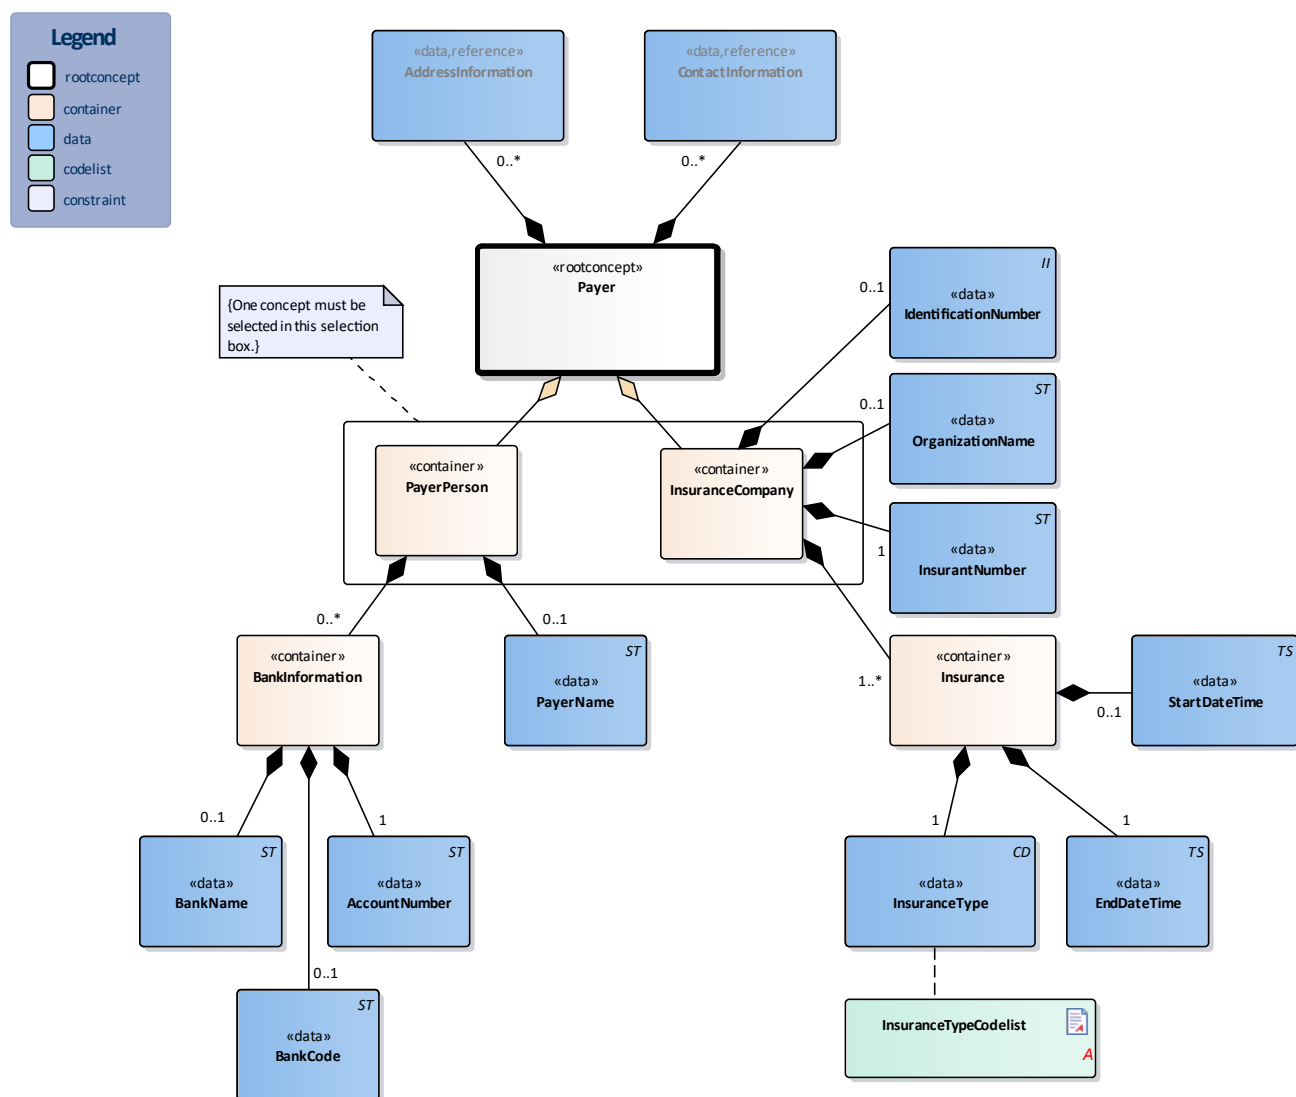 Legend
rootconcept
container
data
codelist
constraint
«data,reference»
AddressInformation
«data,reference»
ContactInformation
0..*
0..*
«rootconcept»
Payer
{One concept must be
selected in this selection
box.}
II
«data»
IdentificationNumber
0..1
ST
«data»
OrganizationName
0..1
«container»
PayerPerson
«container»
InsuranceCompany
ST
«data»
InsurantNumber
1
0..*
0..1
1..*
«container»
BankInformation
ST
«data»
PayerName
«container»
Insurance
TS
«data»
StartDateTime
0..1
0..1
1
1
1
ST
«data»
BankName
ST
«data»
AccountNumber
CD
«data»
InsuranceType
TS
«data»
EndDateTime
0..1
ST
«data»
BankCode
InsuranceTypeCodelist
A